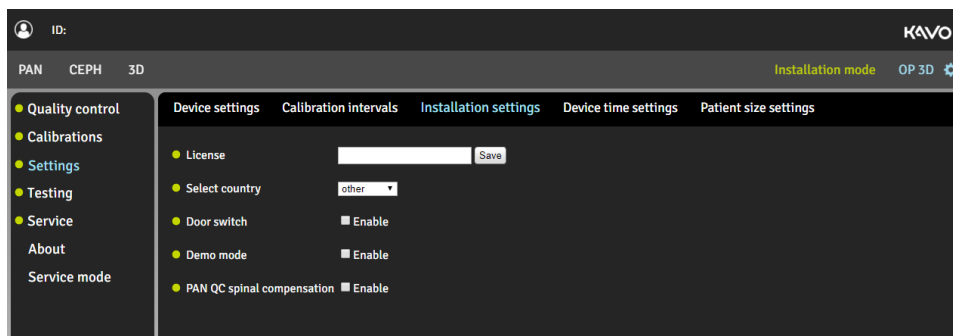 ID:
KAVO
PAN CEPH 3D Installation mode OP 3D
Quality control
Calibrations
Settings
Testing
Service
About
Service mode
Device settings Calibration intervals Installation settings Device time settings Patient size settings
License Save
Select country other
Door switch Enable
Demo mode Enable
PAN QC spinal compensation Enable